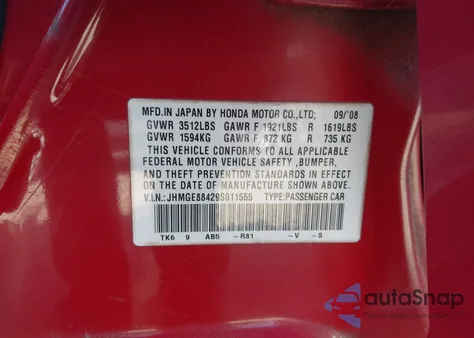 MFD.IN JAPAN BY HONDA MOTOR CO.,LTD; 09/'08
GVWR 3512LBS GAWR F 1921LBS R 1619LBS
GVWR 1594KG GAWR F 872 KG R 735 KG
THIS VEHICLE CONFORMS TO ALL APPLICABLE
FEDERAL MOTOR VEHICLE SAFETY ,BUMPER,
AND THEFT PREVENTION STANDARDS IN EFFECT
ON THE DATE OF MANUFACTURE SHOWN ABOVE.
V.I.N.:JHMGE88429S011555 TYPE:PASSENGER CAR
TK6 9 AB5 -R81 -V -S
autaSnap